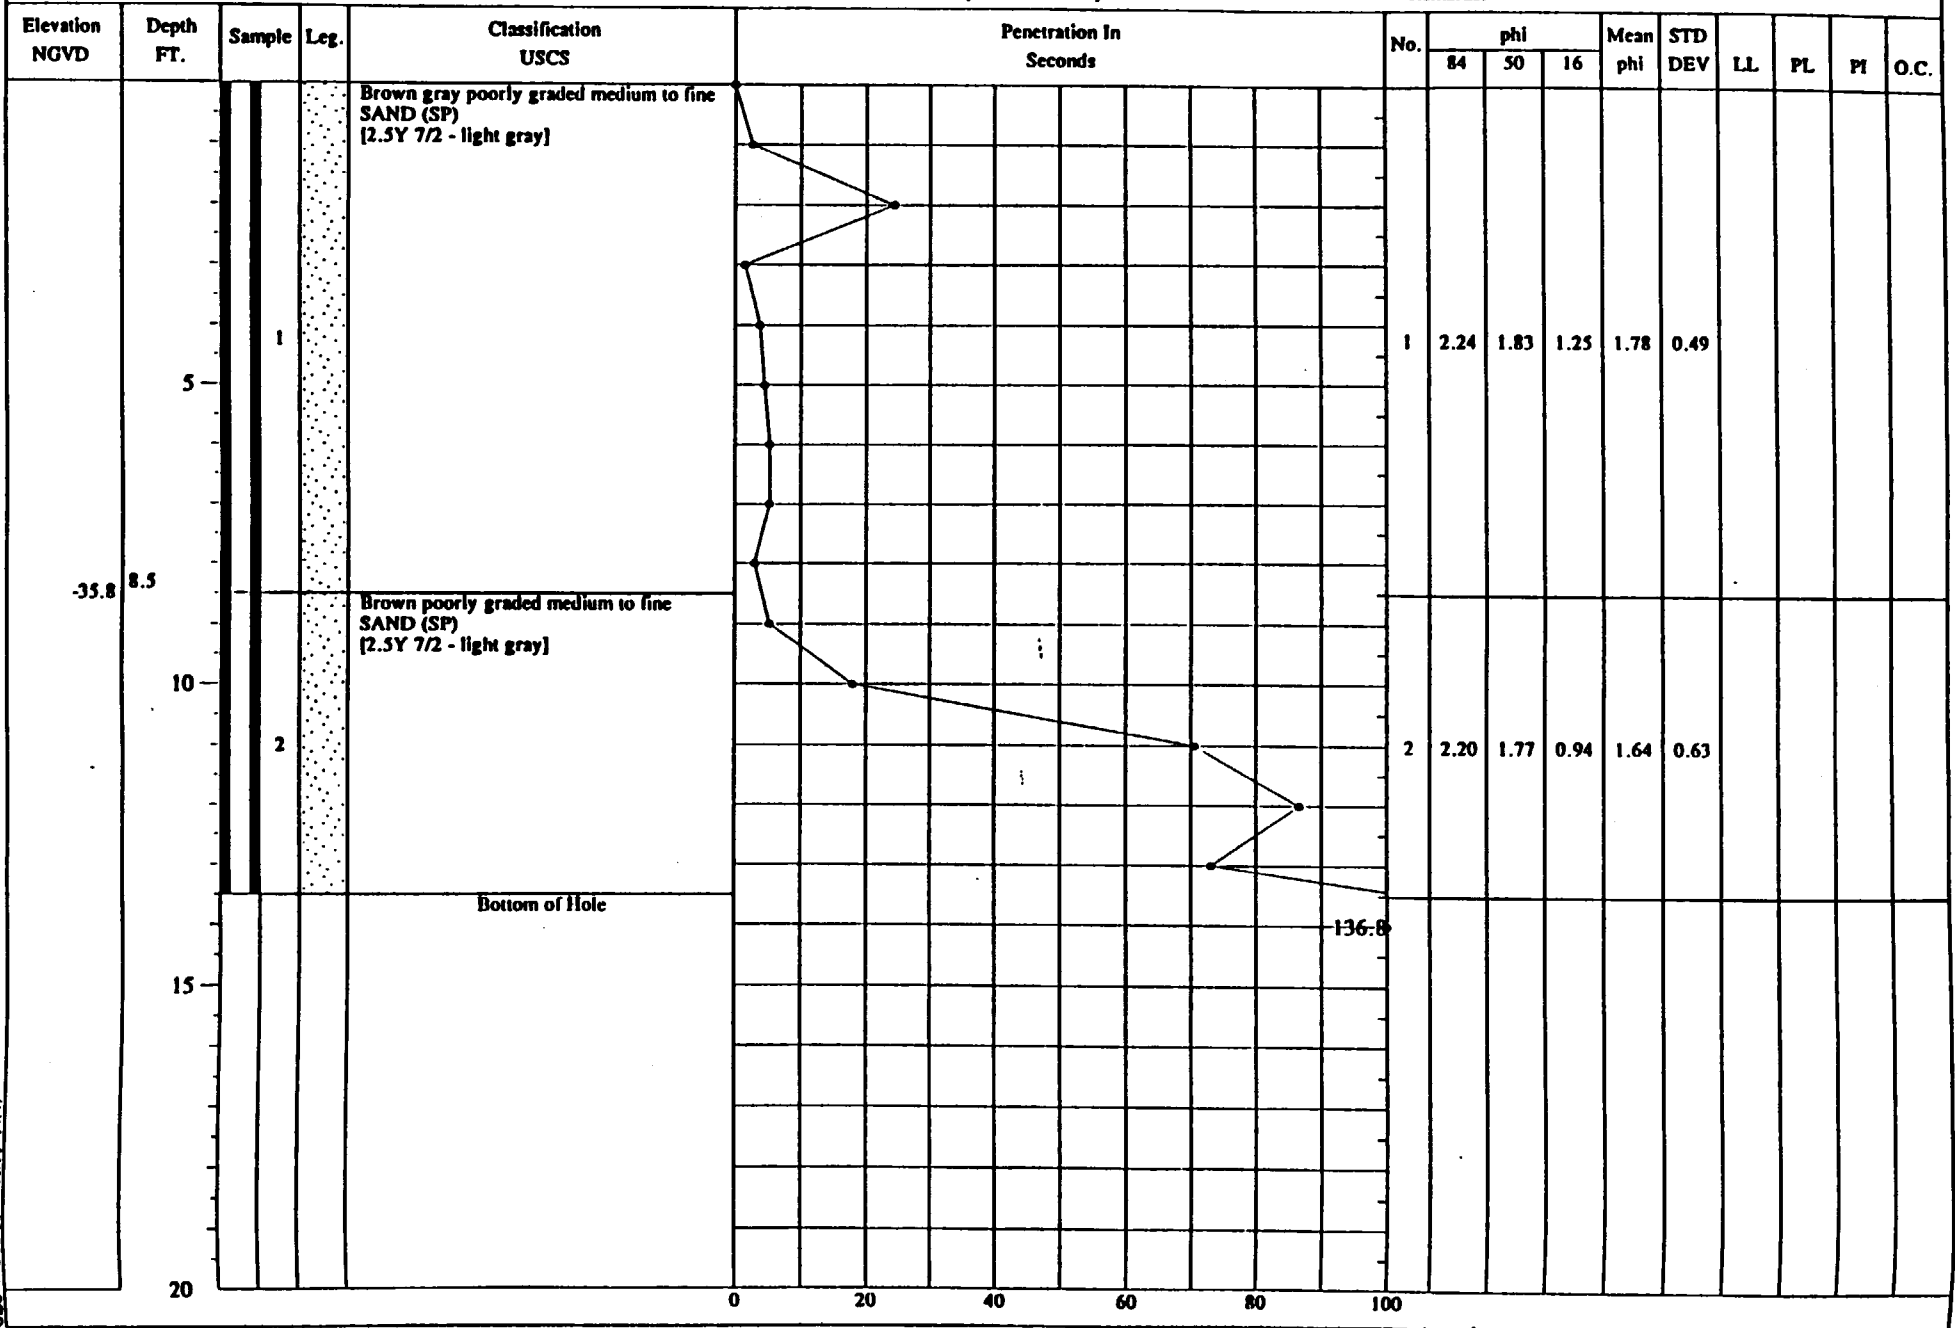 Elevation NGVD
Depth FT.
Sample
Leg.
Classification USCS
Penetration In Seconds
No.
phi
84 50 16
Mean phi
STD DEV
LL
PL
PI
O.C.
Brown gray poorly graded medium to fine
SAND (SP)
[2.5Y 7/2 - light gray]
1
1 2.24 1.83 1.25 1.78 0.49
5
-35.8 8.5
Brown poorly graded medium to fine
SAND (SP)
[2.5Y 7/2 - light gray]
10
2
2 2.20 1.77 0.94 1.64 0.63
Bottom of Hole
136.8
15
20
0 20 40 60 80 100